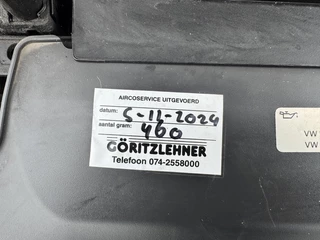 AIRCOSERVICE UITGEVOERD
datum: 5-11-2024
aantal gram: 460
GÖRITZLEHNER
Telefoon 074-2558000
VW
VW